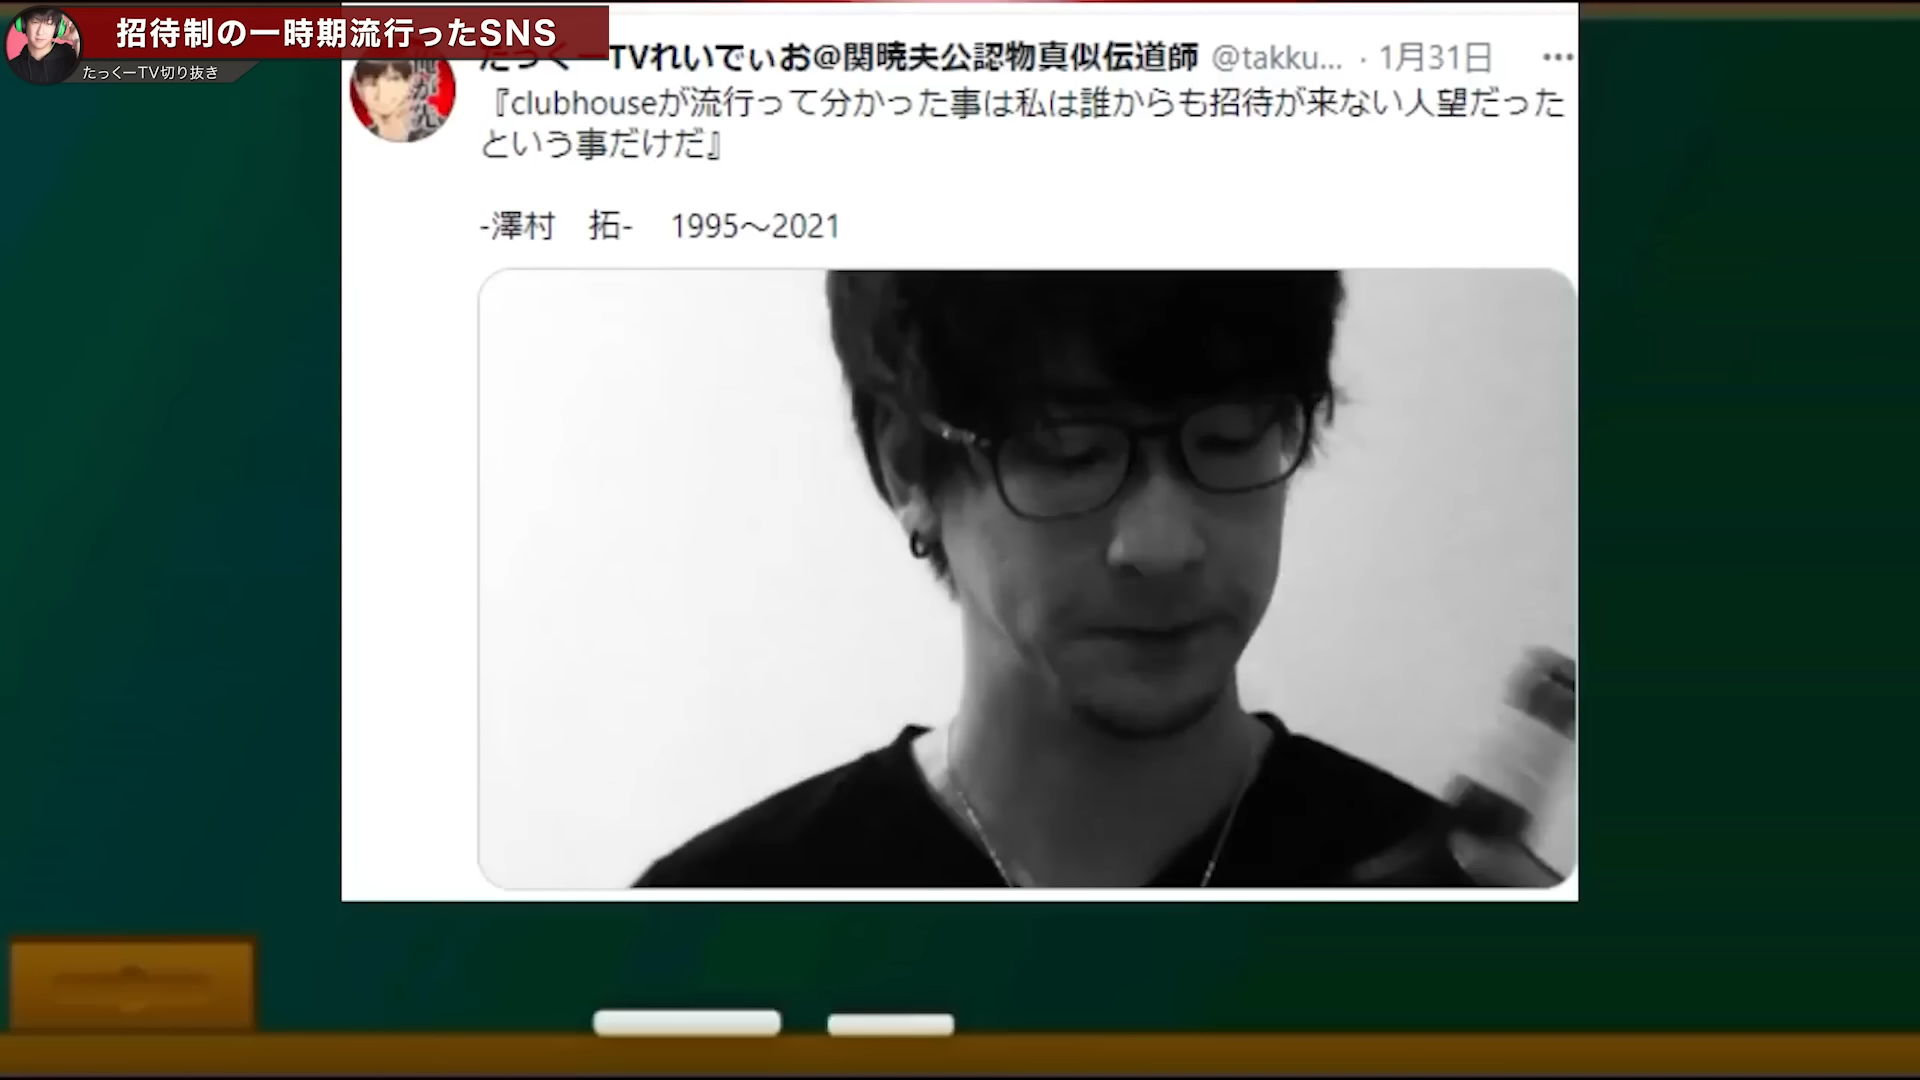 招待制の一時期流行ったSNS
たっくーTV切り抜き
たっくーTVれいでぃお@関暁夫公認物真似伝道師 @takku... · 1月31日
『clubhouseが流行って分かった事は私は誰からも招待が来ない人望だった
という事だけだ』
-澤村　拓-　1995～2021